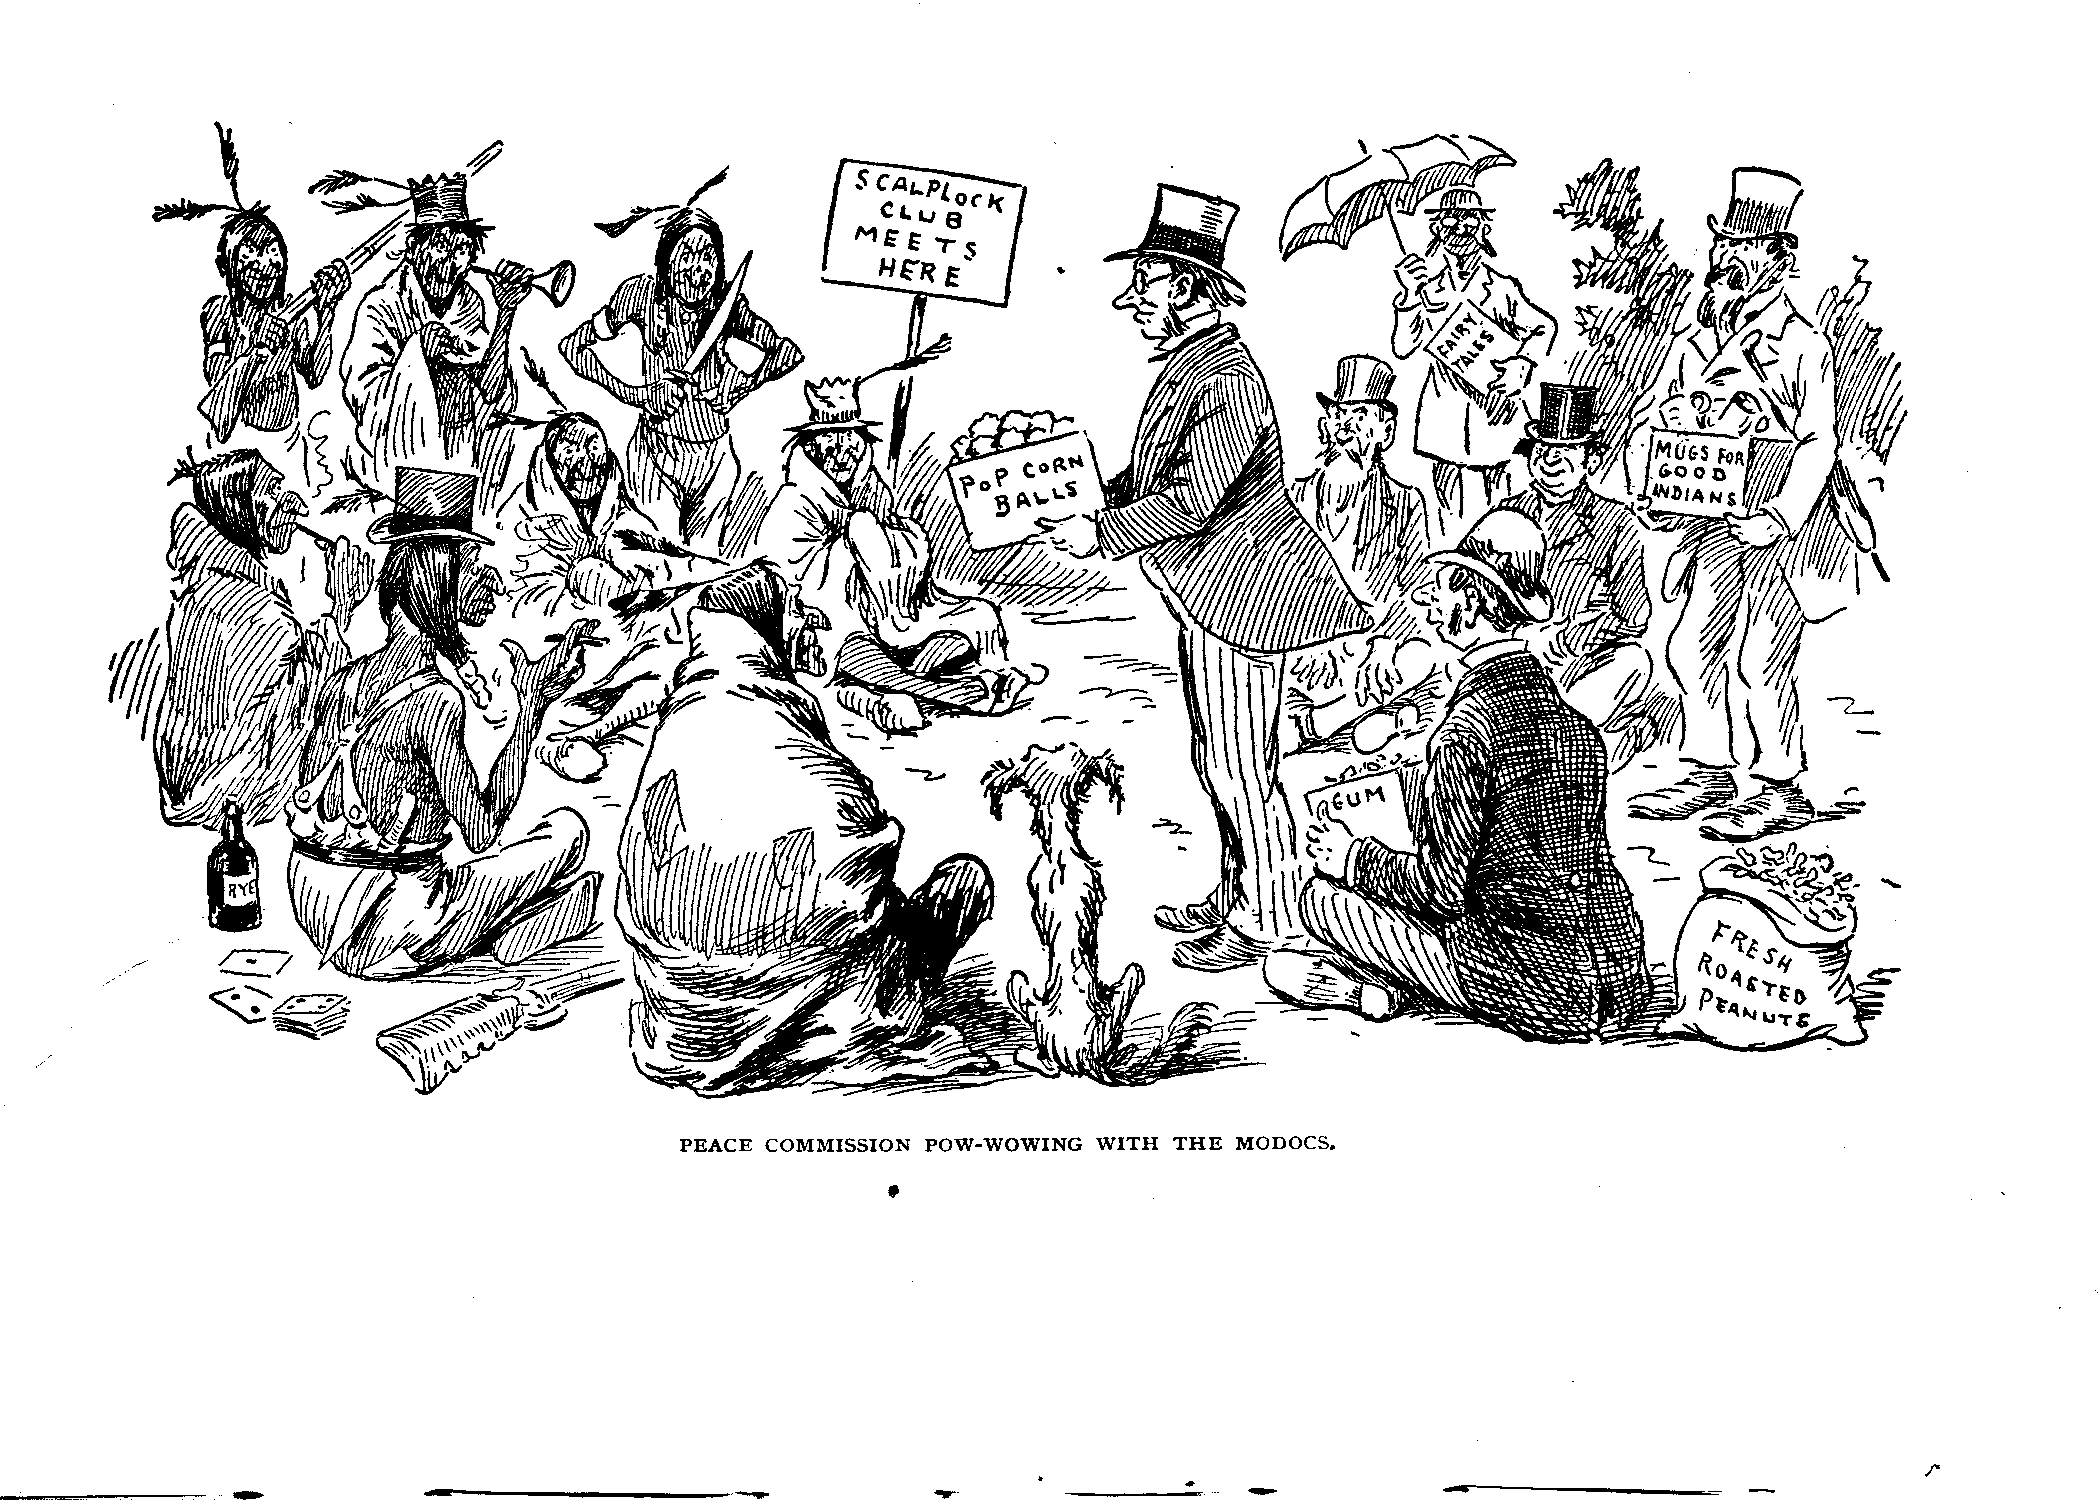 SCALPLOCK
CLUB
MEETS
HERE
POP CORN
BALLS
FAIRY
TALES
MUGS FOR
GOOD
INDIANS
GUM
RYE
FRESH
ROASTED
PEANUTS
PEACE COMMISSION POW-WOWING WITH THE MODOCS.